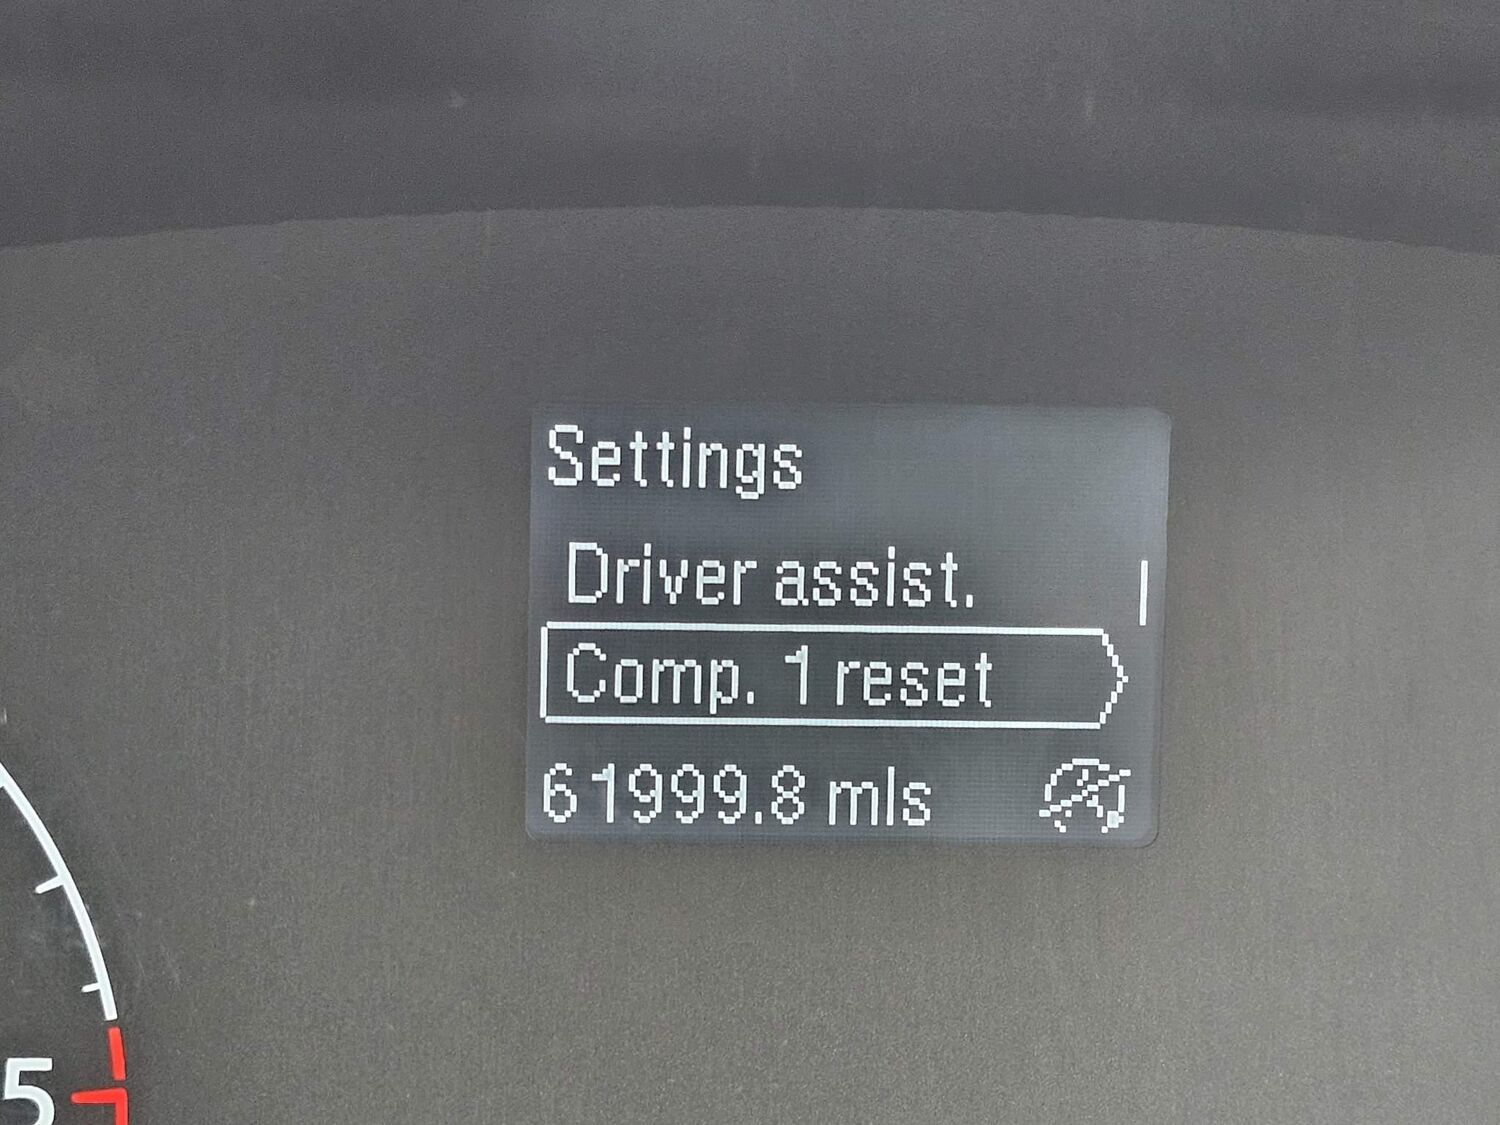 Settings
Driver assist.
Comp. 1 reset
61999.8 mls
5